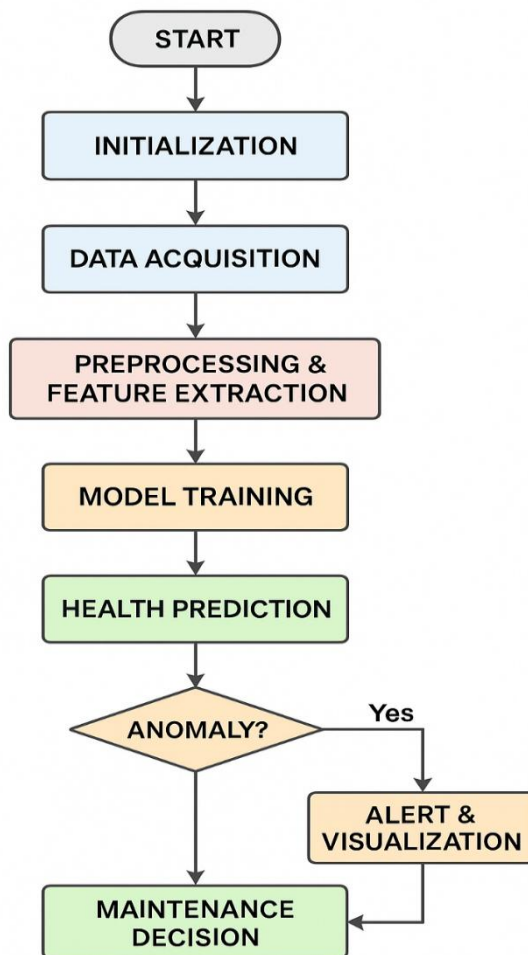 START
INITIALIZATION
DATA ACQUISITION
PREPROCESSING &
FEATURE EXTRACTION
MODEL TRAINING
HEALTH PREDICTION
ANOMALY?
Yes
ALERT &
VISUALIZATION
MAINTENANCE
DECISION